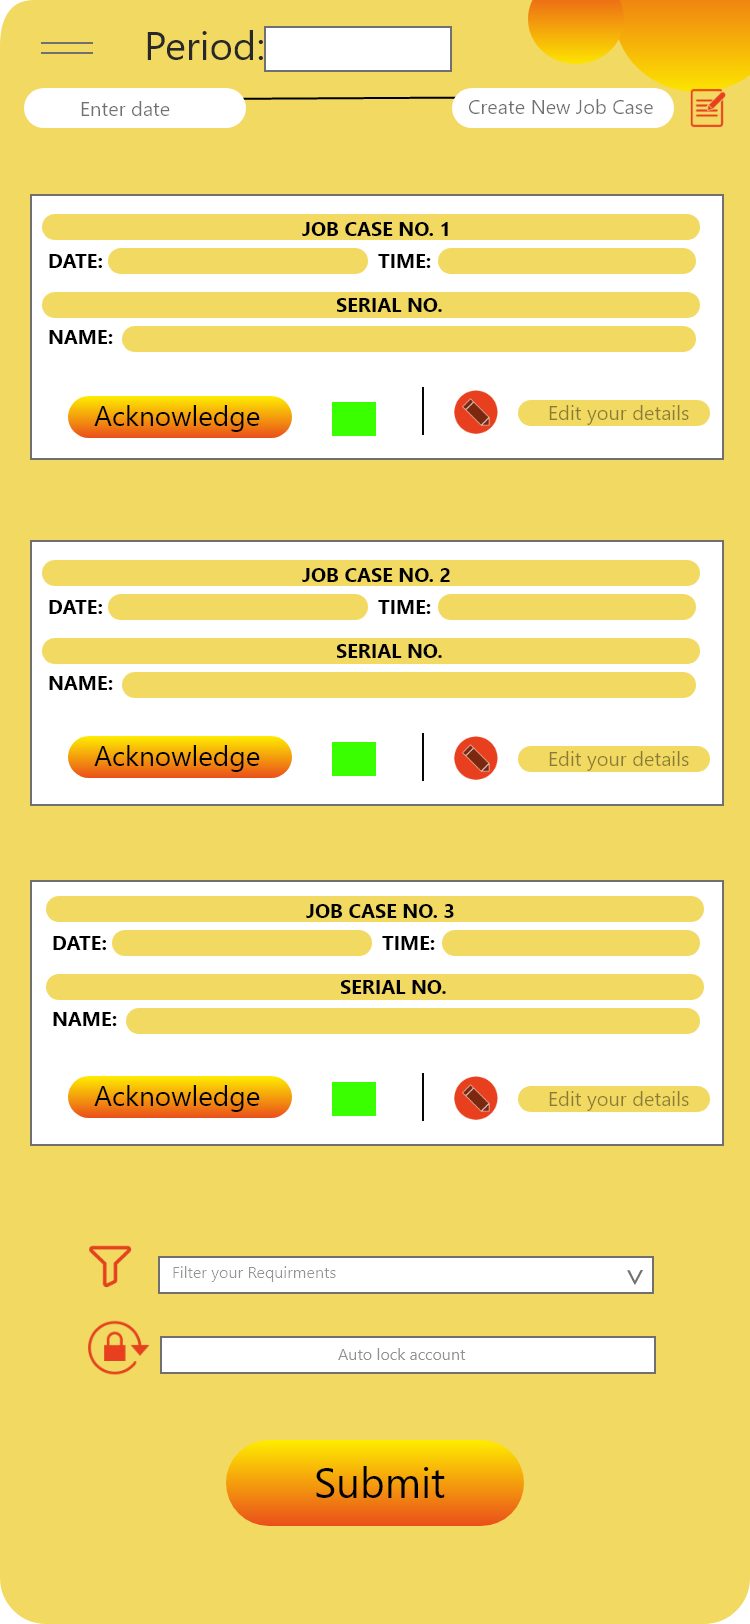 Period:
Enter date
Create New Job Case
JOB CASE NO. 1
DATE: TIME:
SERIAL NO.
NAME:
Acknowledge Edit your details
JOB CASE NO. 2
DATE: TIME:
SERIAL NO.
NAME:
Acknowledge Edit your details
JOB CASE NO. 3
DATE: TIME:
SERIAL NO.
NAME:
Acknowledge Edit your details
Filter your Requirments
Auto lock account
Submit